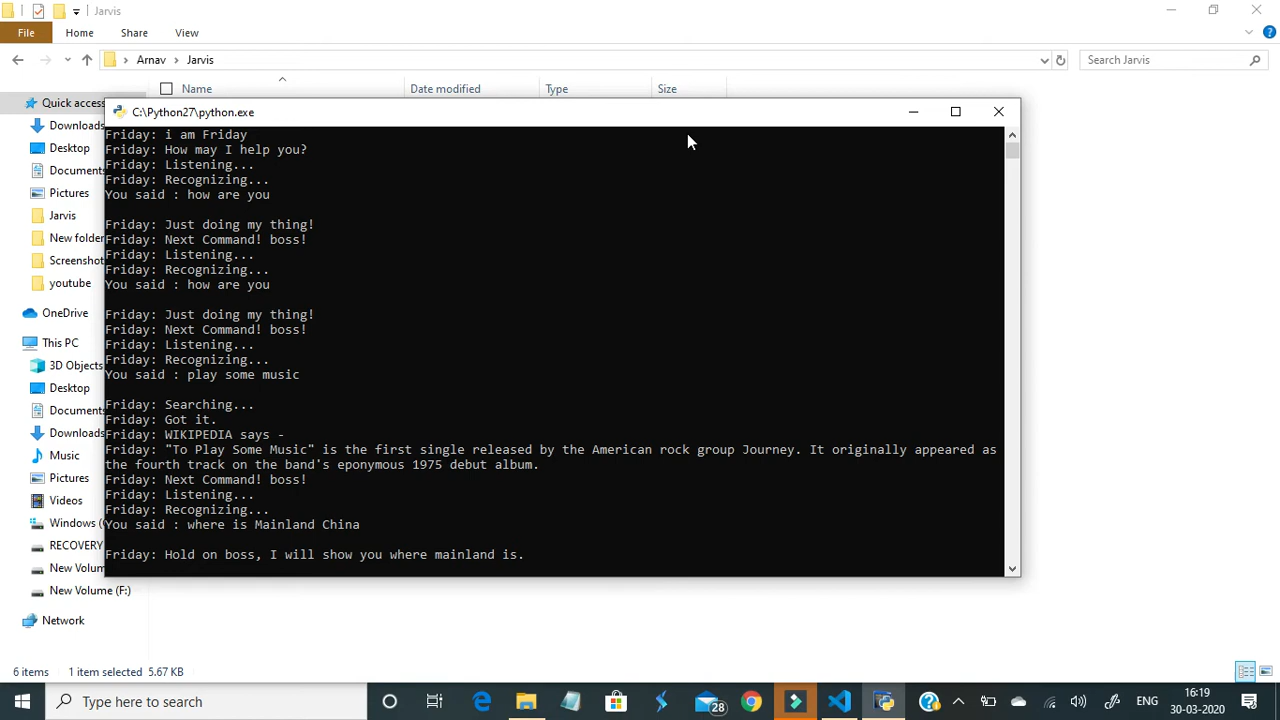 Jarvis
File
Home
Share
View
Arnav
Jarvis
Search Jarvis
Name
Date modified
Type
Size
Quick access
Downloads
Desktop
Documents
Pictures
Jarvis
New folder
Screenshot
youtube
OneDrive
This PC
3D Objects
Desktop
Documents
Downloads
Music
Pictures
Videos
Windows (
RECOVERY
New Volum
New Volume (F:)
Network
C:\Python27\python.exe
Friday: i am Friday
Friday: How may I help you?
Friday: Listening...
Friday: Recognizing...
You said : how are you
Friday: Just doing my thing!
Friday: Next Command! boss!
Friday: Listening...
Friday: Recognizing...
You said : how are you
Friday: Just doing my thing!
Friday: Next Command! boss!
Friday: Listening...
Friday: Recognizing...
You said : play some music
Friday: Searching...
Friday: Got it.
Friday: WIKIPEDIA says -
Friday: "To Play Some Music" is the first single released by the American rock group Journey. It originally appeared as
the fourth track on the band's eponymous 1975 debut album.
Friday: Next Command! boss!
Friday: Listening...
Friday: Recognizing...
You said : where is Mainland China
Friday: Hold on boss, I will show you where mainland is.
6 items
1 item selected 5.67 KB
Type here to search
28
ENG
16:19
30-03-2020